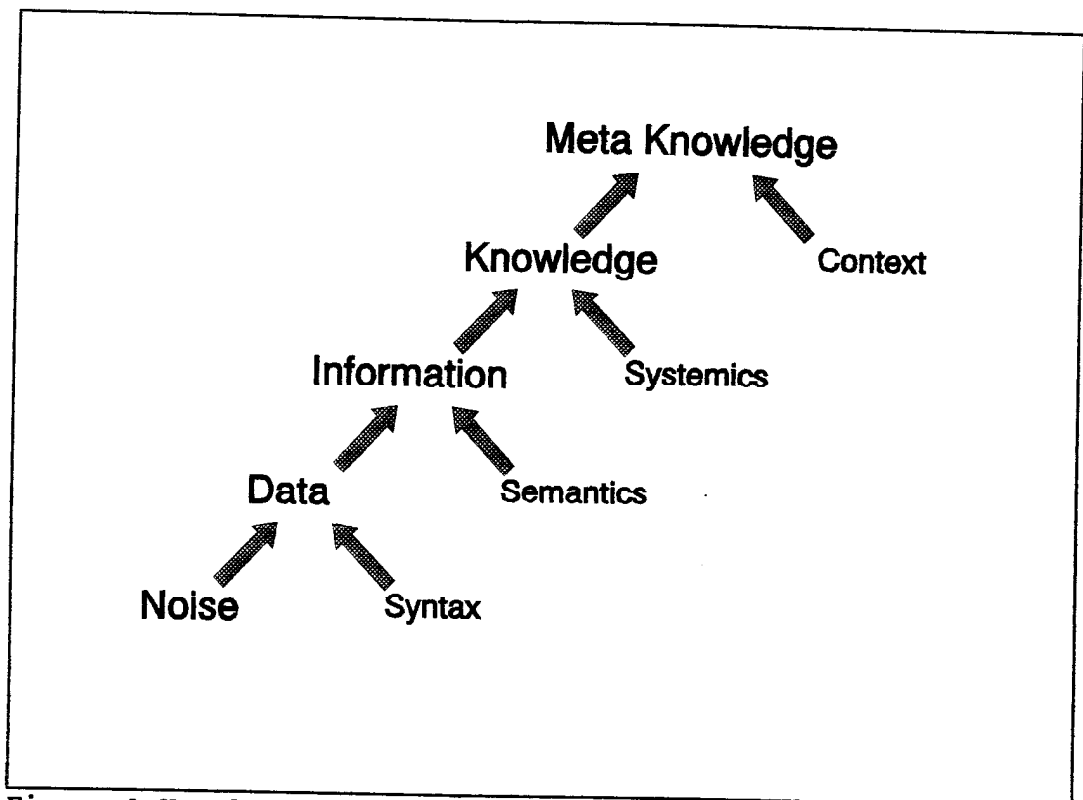 Meta Knowledge
Knowledge
Context
Information
Systemics
Data
Semantics
Noise
Syntax